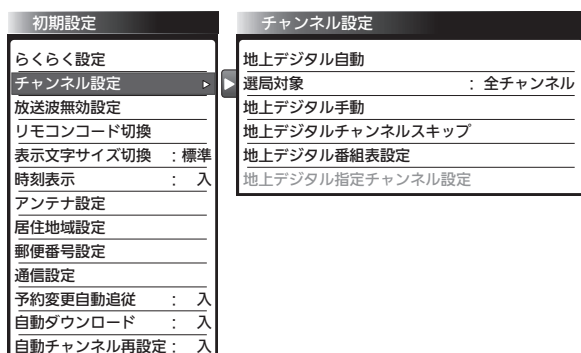 初期設定
らくらく設定
チャンネル設定
放送波無効設定
リモコンコード切換
表示文字サイズ切換 : 標準
時刻表示 : 入
アンテナ設定
居住地域設定
郵便番号設定
通信設定
予約変更自動追従 : 入
自動ダウンロード : 入
自動チャンネル再設定 : 入
チャンネル設定
地上デジタル自動
選局対象 : 全チャンネル
地上デジタル手動
地上デジタルチャンネルスキップ
地上デジタル番組表設定
地上デジタル指定チャンネル設定